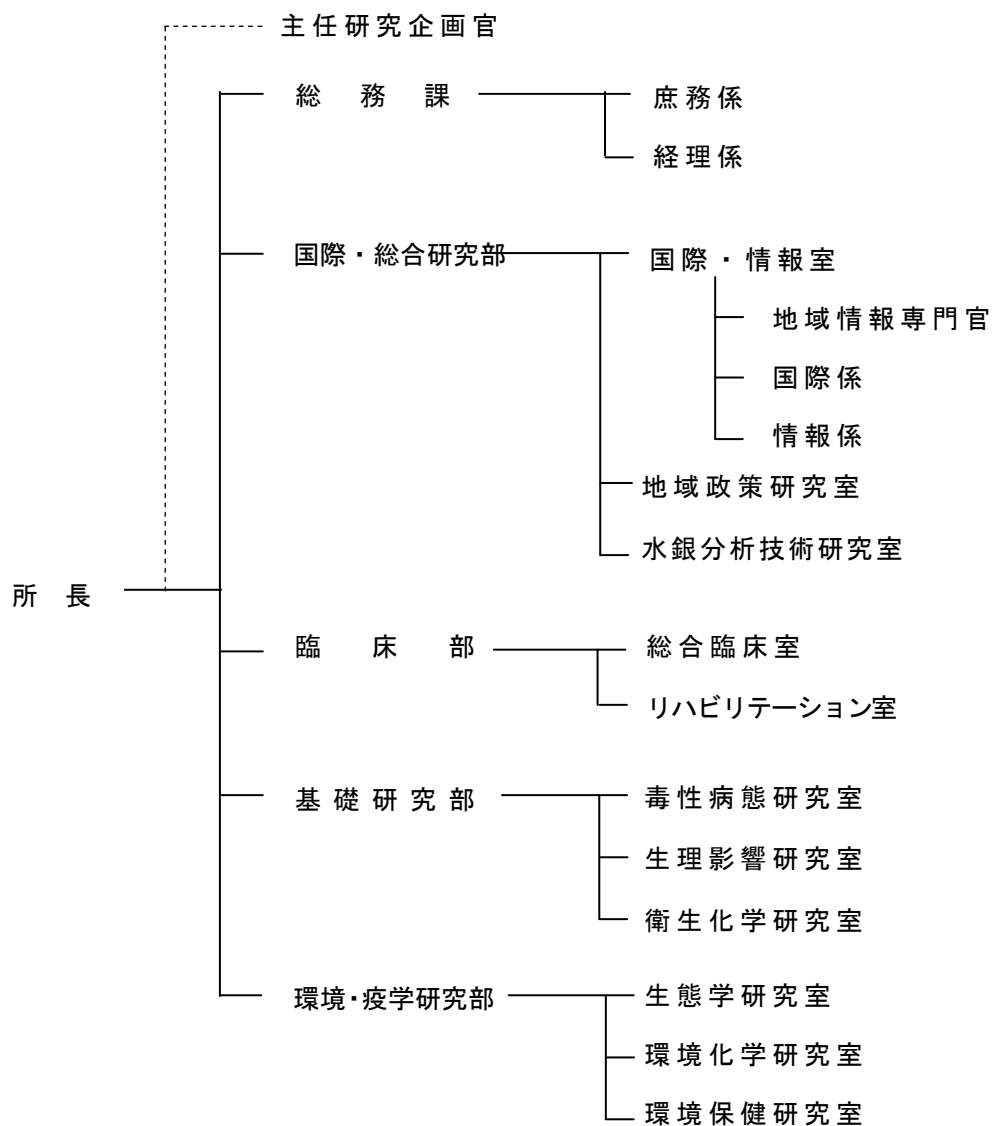 主任研究企画官
総務課
庶務係
経理係
国際・総合研究部
国際・情報室
地域情報専門官
国際係
情報係
地域政策研究室
水銀分析技術研究室
所長
臨床部
総合臨床室
リハビリテーション室
基礎研究部
毒性病態研究室
生理影響研究室
衛生化学研究室
環境・疫学研究部
生態学研究室
環境化学研究室
環境保健研究室